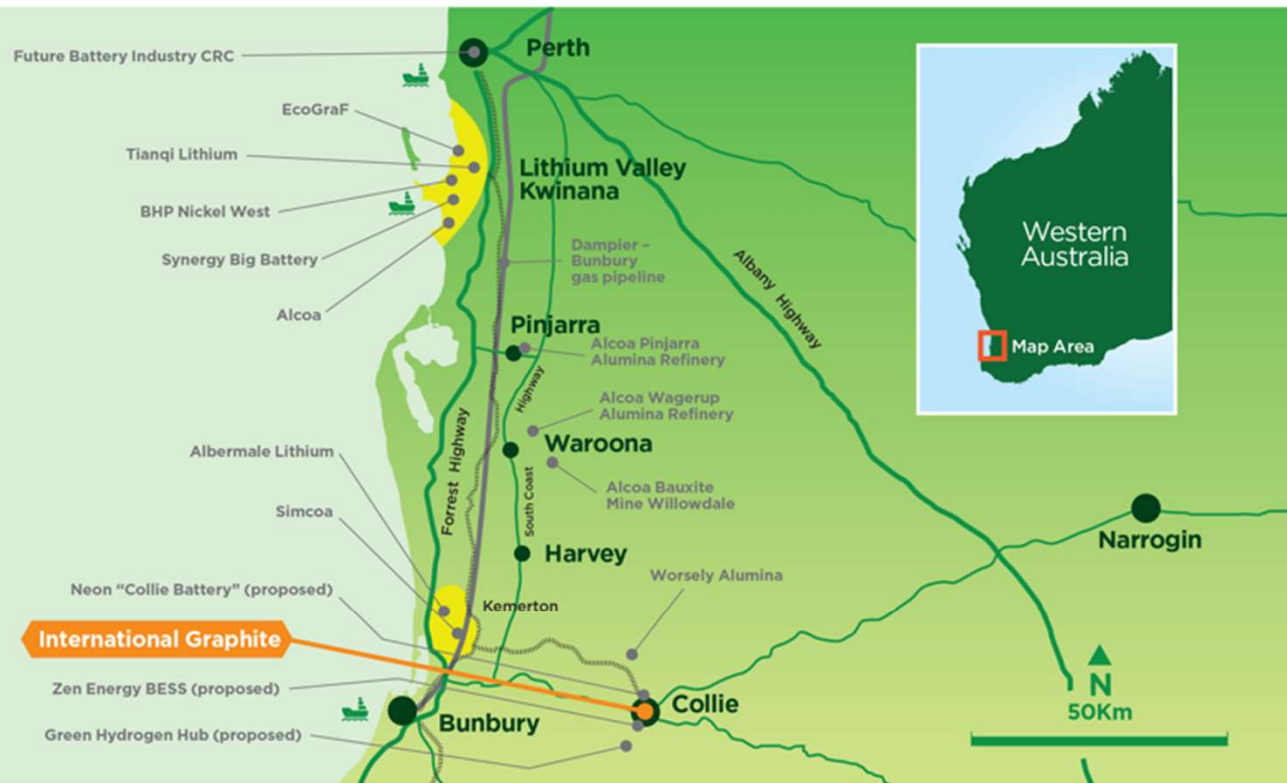 Future Battery Industry CRC
Perth
EcoGraF
Tianqi Lithium
Lithium Valley
Kwinana
BHP Nickel West
Synergy Big Battery
Alcoa
Dampier –
Bunbury
gas pipeline
Albany Highway
Western
Australia
Map Area
Pinjarra
Alcoa Pinjarra
Alumina Refinery
Highway
Alcoa Wagerup
Alumina Refinery
Forrest Highway
Waroona
Albermale Lithium
South Coast
Alcoa Bauxite
Mine Willowdale
Simcoa
Narrogin
Harvey
Neon “Collie Battery” (proposed)
Worsely Alumina
Kemerton
International Graphite
Zen Energy BESS (proposed)
Collie
N
50Km
Bunbury
Green Hydrogen Hub (proposed)